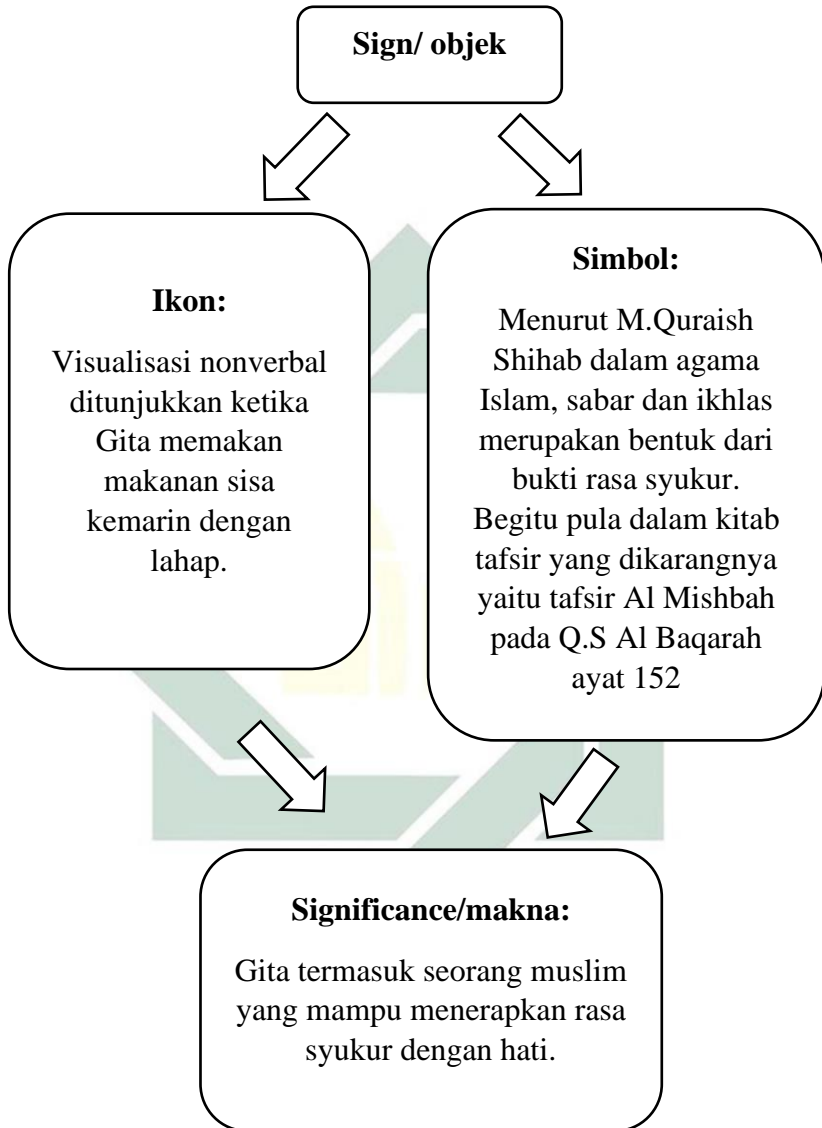 Sign/ objek
Ikon:
Visualisasi nonverbal
ditunjukkan ketika
Gita memakan
makanan sisa
kemarin dengan
lahap.
Simbol:
Menurut M.Quraish
Shihab dalam agama
Islam, sabar dan ikhlas
merupakan bentuk dari
bukti rasa syukur.
Begitu pula dalam kitab
tafsir yang dikarangnya
yaitu tafsir Al Mishbah
pada Q.S Al Baqarah
ayat 152
Significance/makna:
Gita termasuk seorang muslim
yang mampu menerapkan rasa
syukur dengan hati.